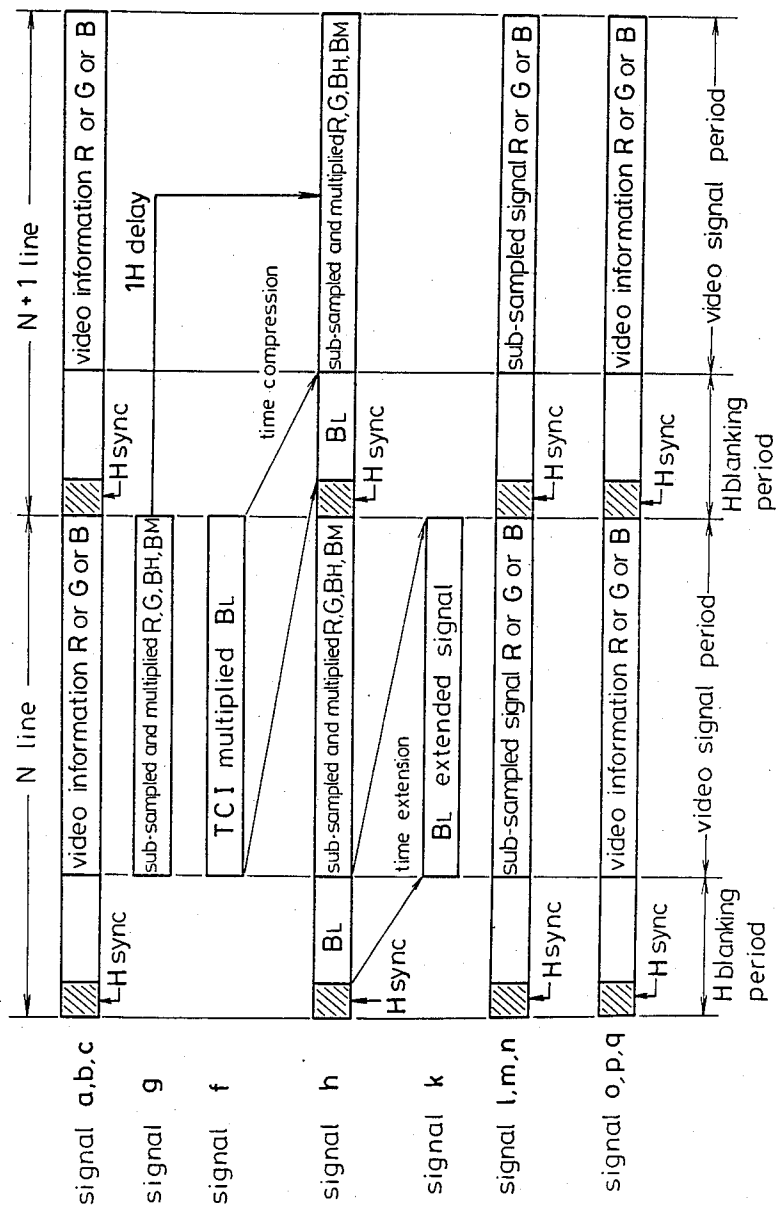 N line
N + 1 line
signal a,b,c
H sync
video information R or G or B
H sync
video information R or G or B
signal g
sub-sampled and multiplied R,G,BH,BM
1H delay
signal f
TCI multiplied BL
time compression
signal h
H sync
BL
sub-sampled and multiplied R,G,BH,BM
H sync
BL
sub-sampled and multiplied R,G,BH,BM
time extension
signal k
BL extended signal
signal l,m,n
H sync
sub-sampled signal R or G or B
H sync
sub-sampled signal R or G or B
signal o,p,q
H sync
video information R or G or B
H sync
video information R or G or B
H blanking
period
video signal period
H blanking
period
video signal period